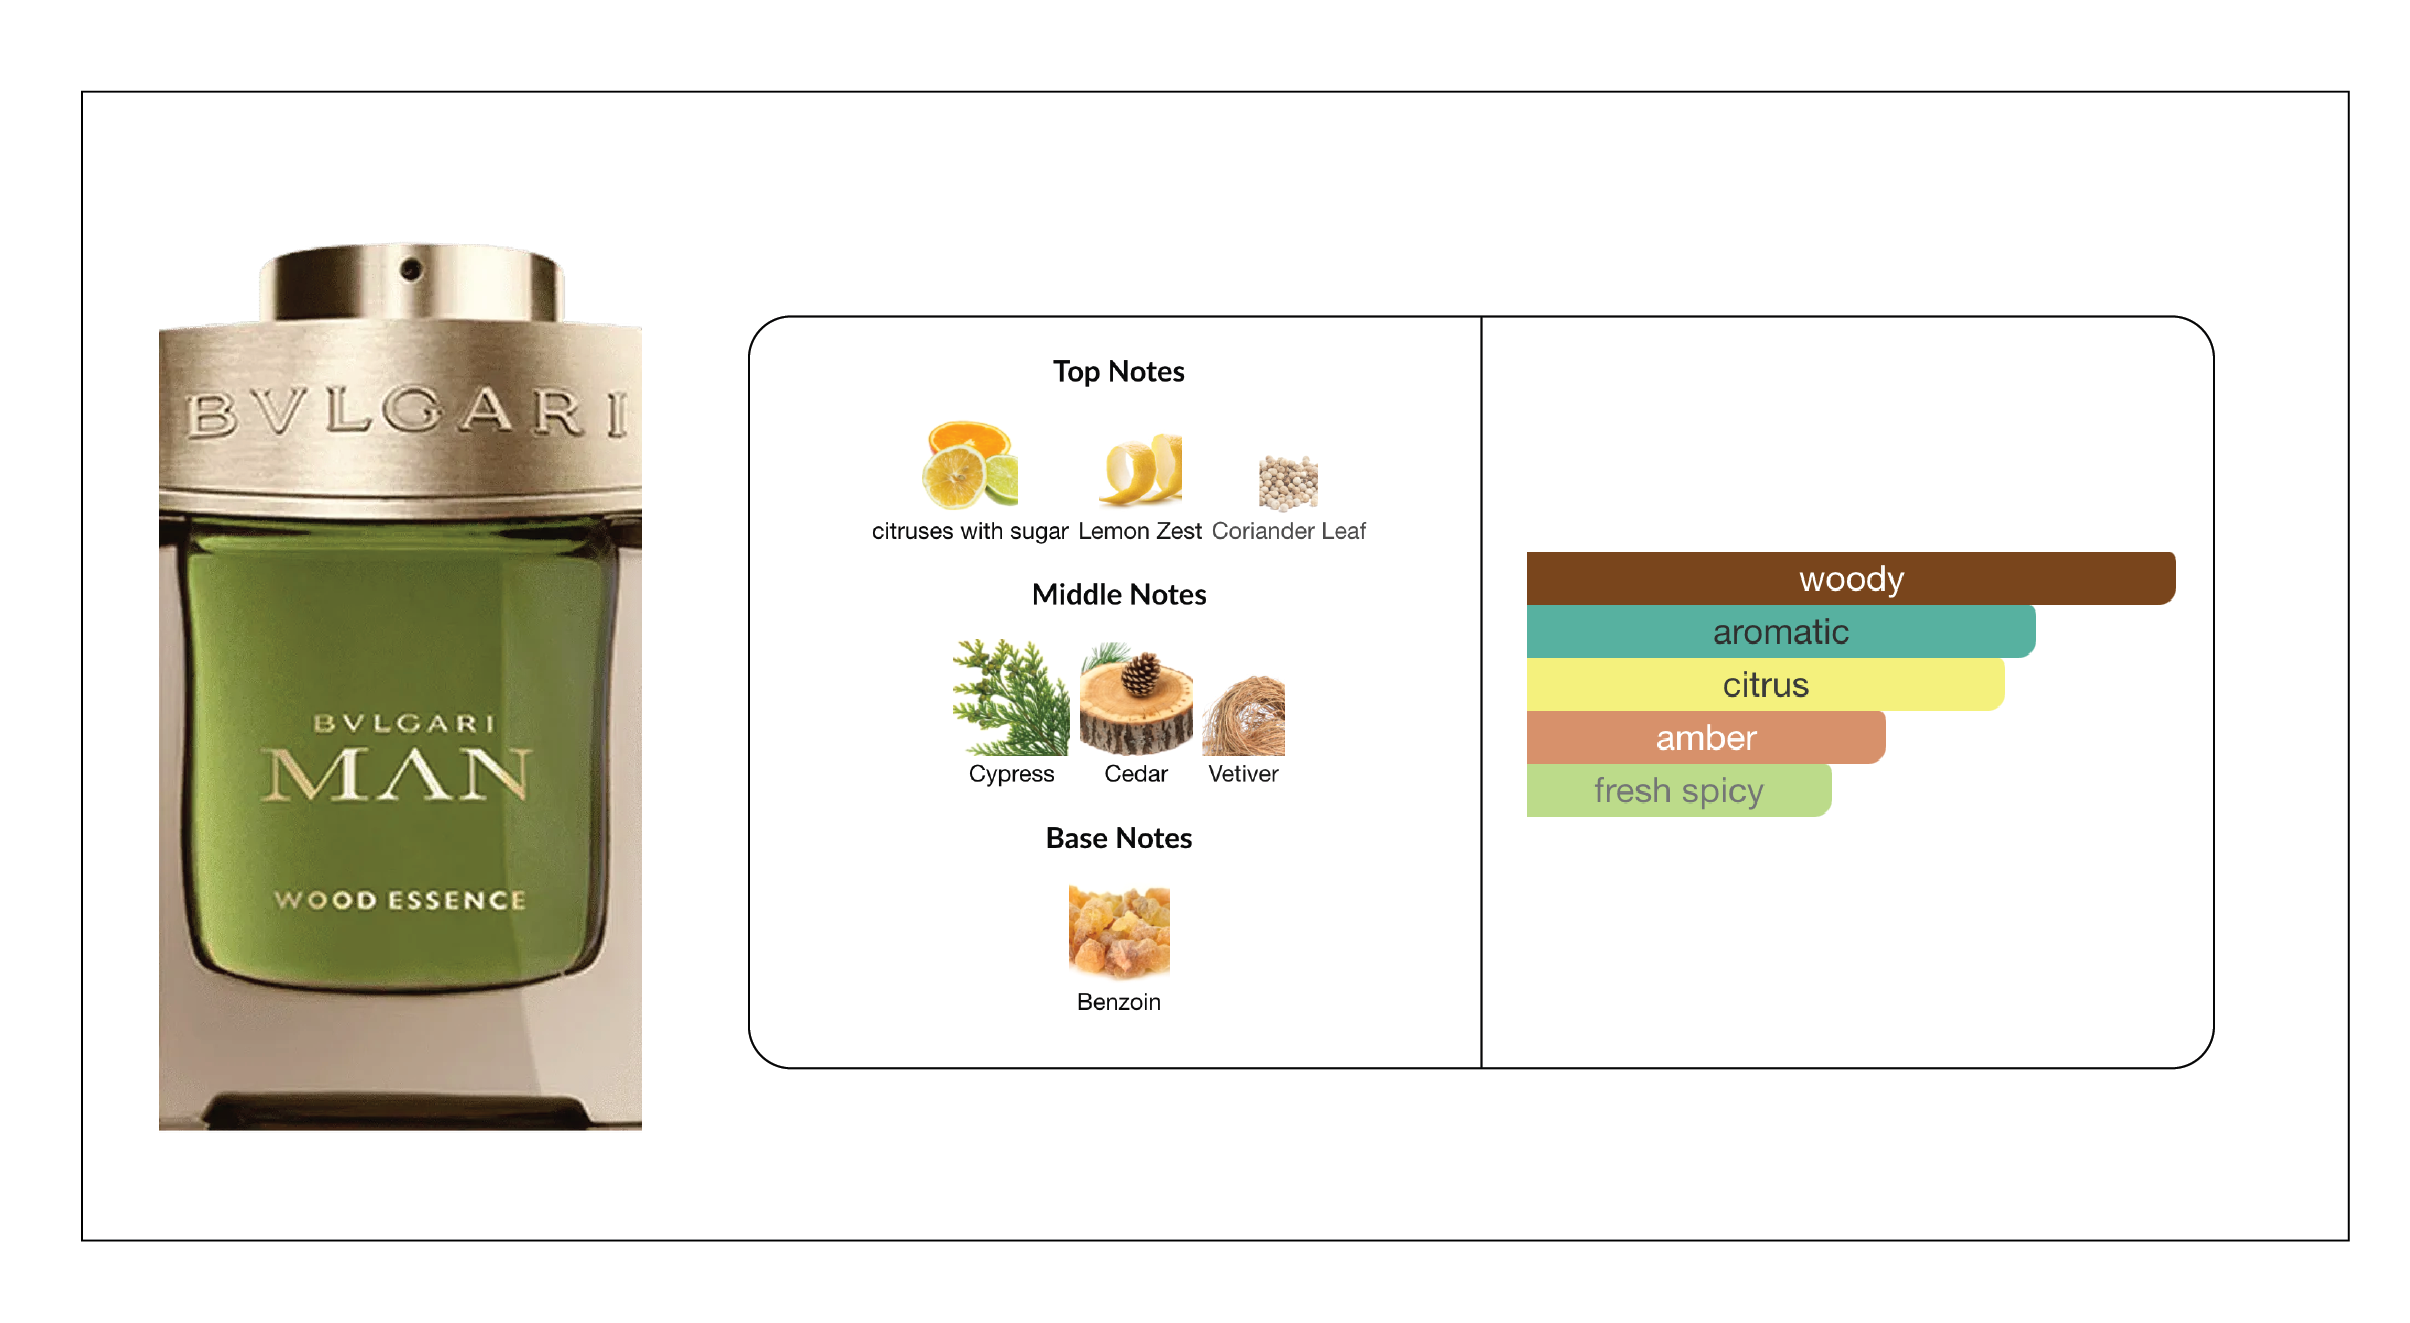 BVLGARI
BVLGARI
MAN
WOOD ESSENCE
Top Notes
citruses with sugar Lemon Zest Coriander Leaf
Middle Notes
Cypress Cedar Vetiver
Base Notes
Benzoin
woody
aromatic
citrus
amber
fresh spicy